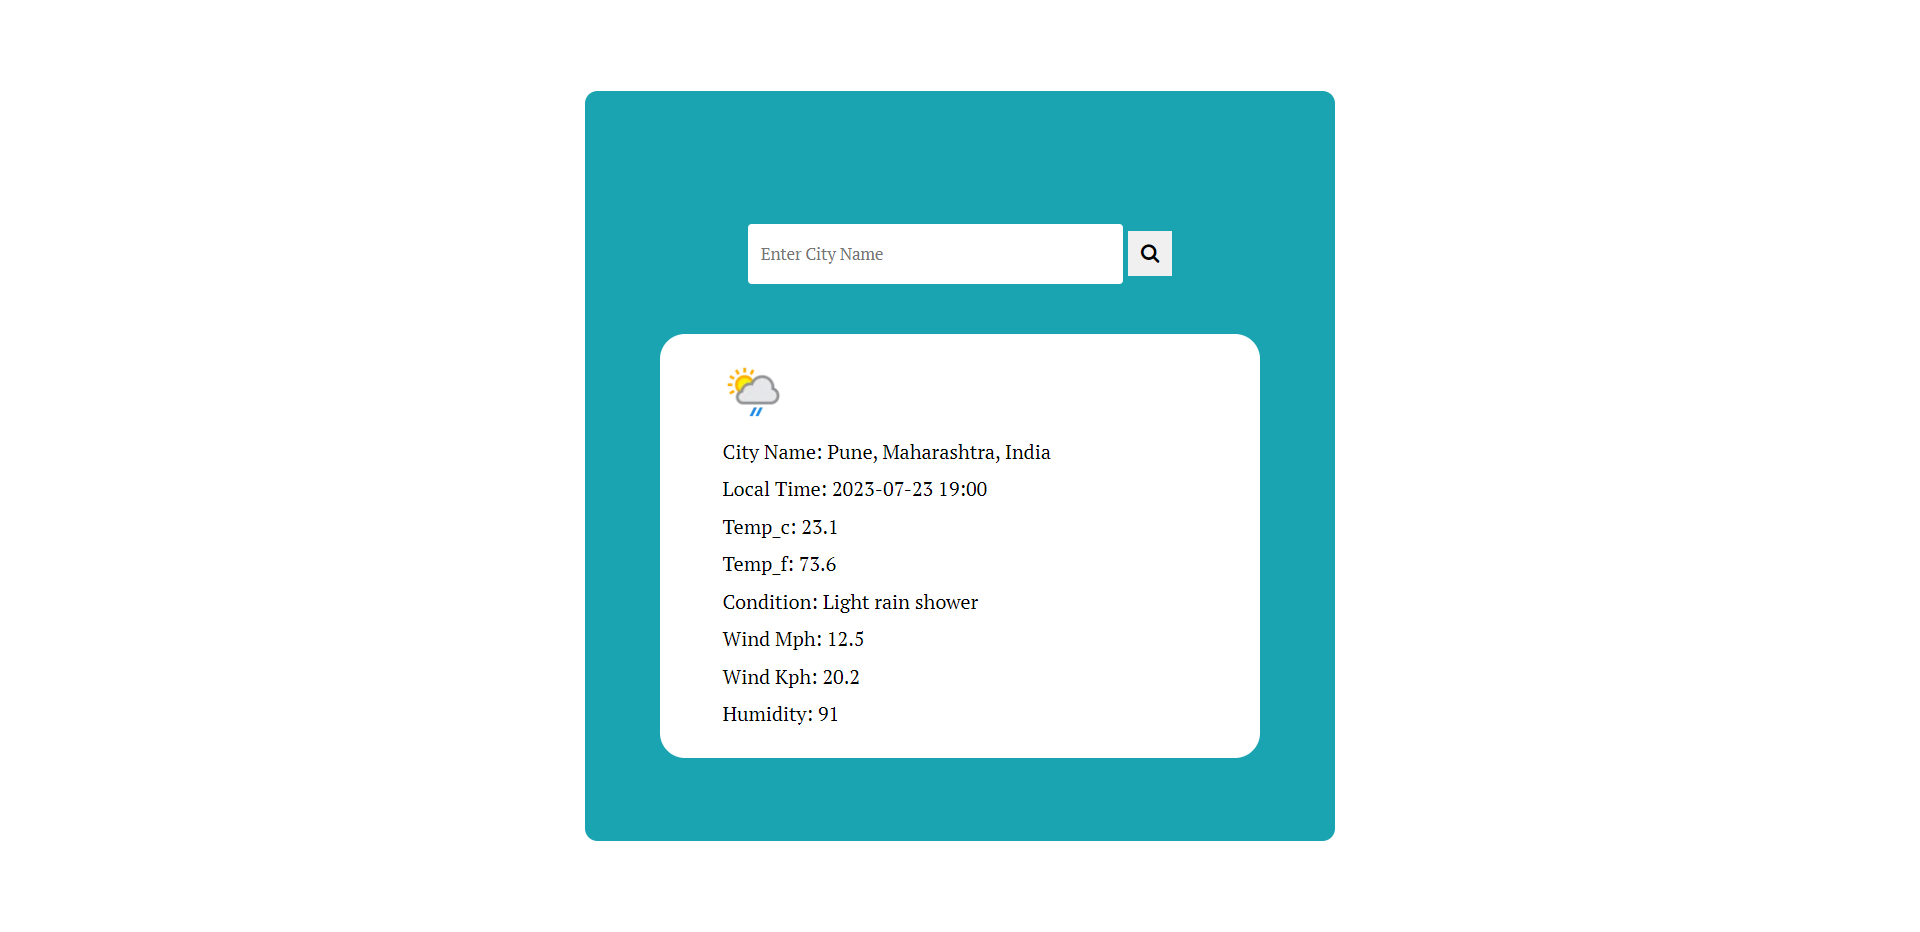 Enter City Name
City Name: Pune, Maharashtra, India
Local Time: 2023-07-23 19:00
Temp_c: 23.1
Temp_f: 73.6
Condition: Light rain shower
Wind Mph: 12.5
Wind Kph: 20.2
Humidity: 91